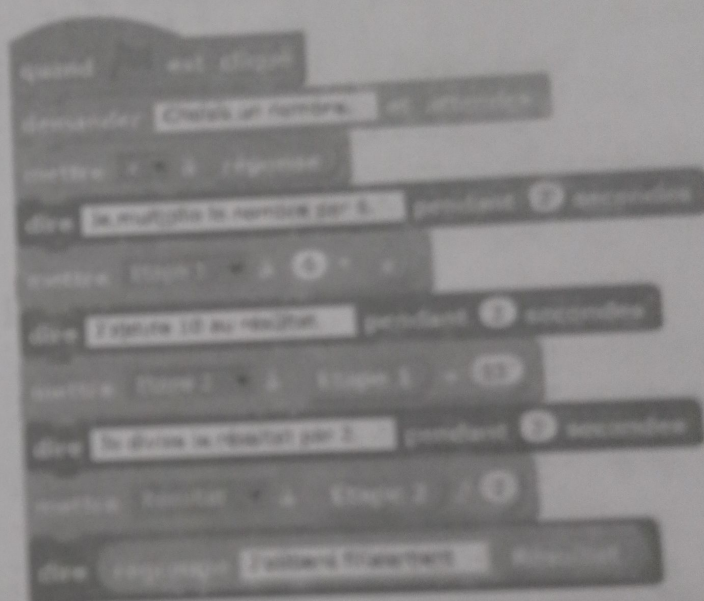 quand est cliqué
demander Choisis un nombre. et attendre
mettre x à réponse
dire Je multiplie le nombre par 6. pendant 2 secondes
mettre Etape 1 à 6 * x
dire J'ajoute 10 au résultat. pendant 2 secondes
mettre Etape 2 à Etape 1 + 10
dire Je divise le résultat par 2. pendant 2 secondes
mettre Résultat à Etape 2 / 2
dire regroupe J'obtiens finalement Résultat